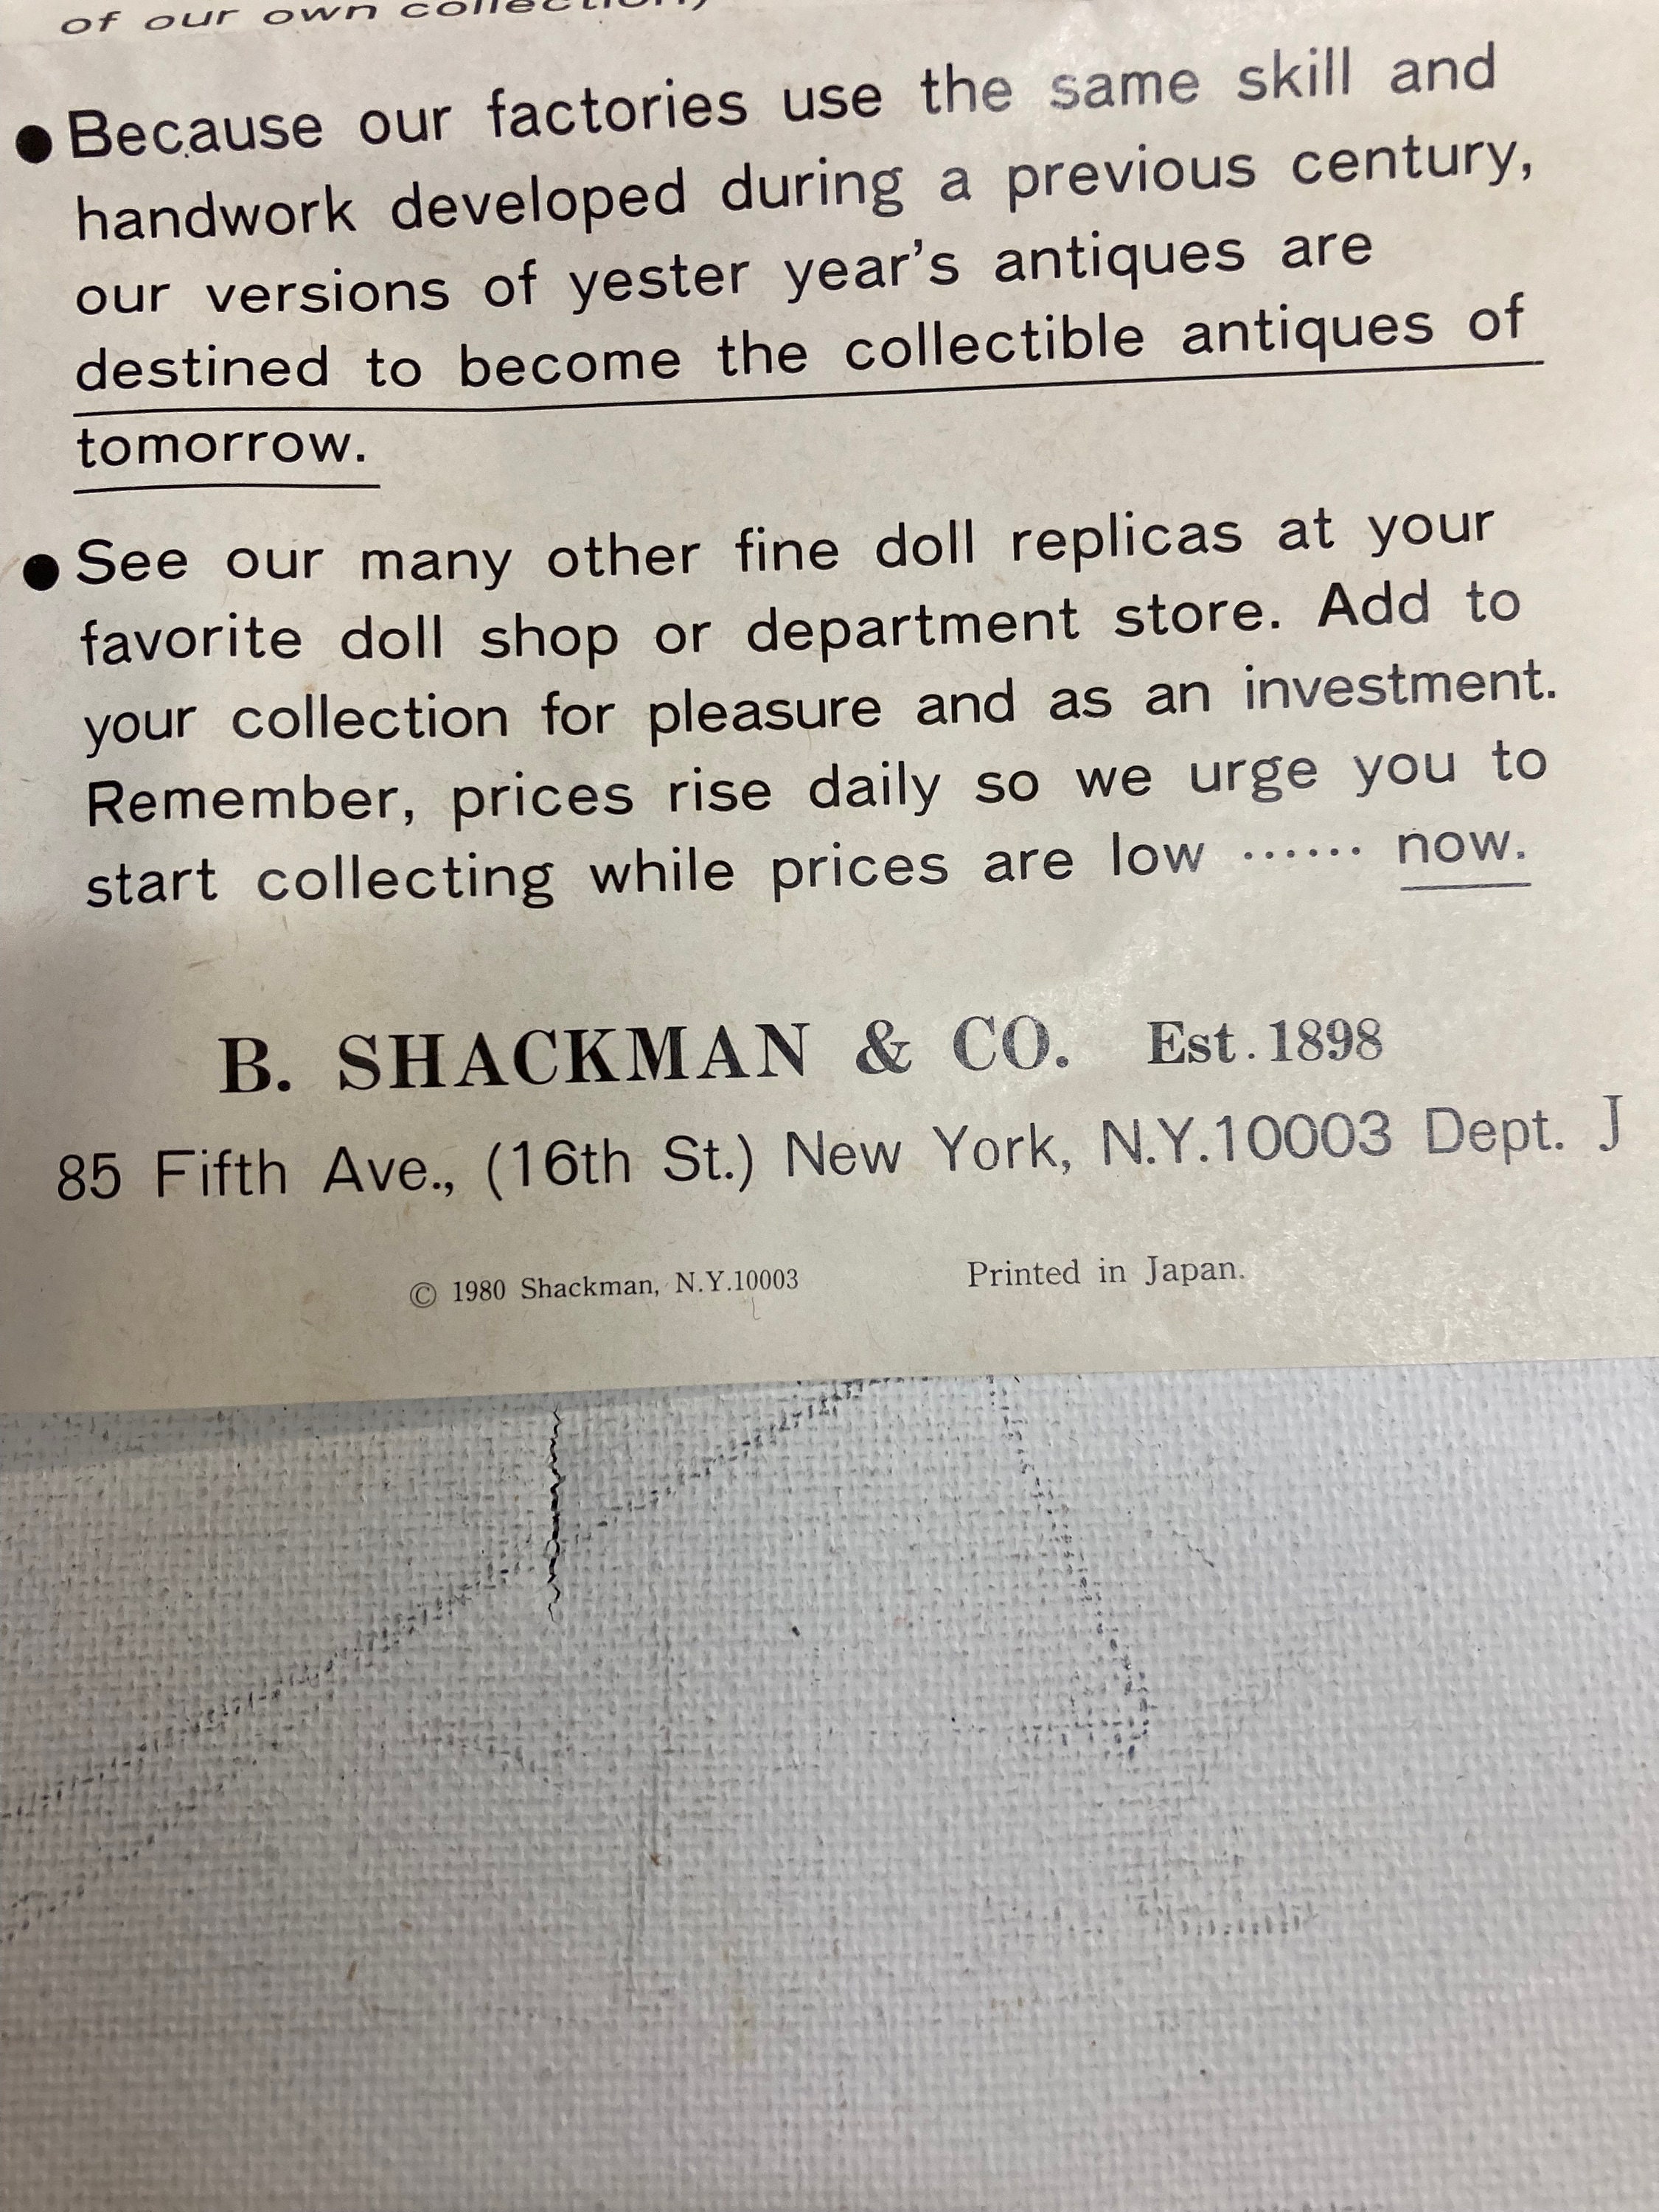 of our own collection)
● Because our factories use the same skill and
handwork developed during a previous century,
our versions of yester year's antiques are
destined to become the collectible antiques of
tomorrow.
● See our many other fine doll replicas at your
favorite doll shop or department store. Add to
your collection for pleasure and as an investment.
Remember, prices rise daily so we urge you to
start collecting while prices are low ······ now.
B. SHACKMAN & CO. Est. 1898
85 Fifth Ave., (16th St.) New York, N.Y.10003 Dept. J
© 1980 Shackman, N.Y.10003 Printed in Japan.